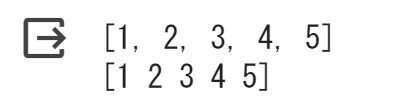 [1, 2, 3, 4, 5]
[1 2 3 4 5]